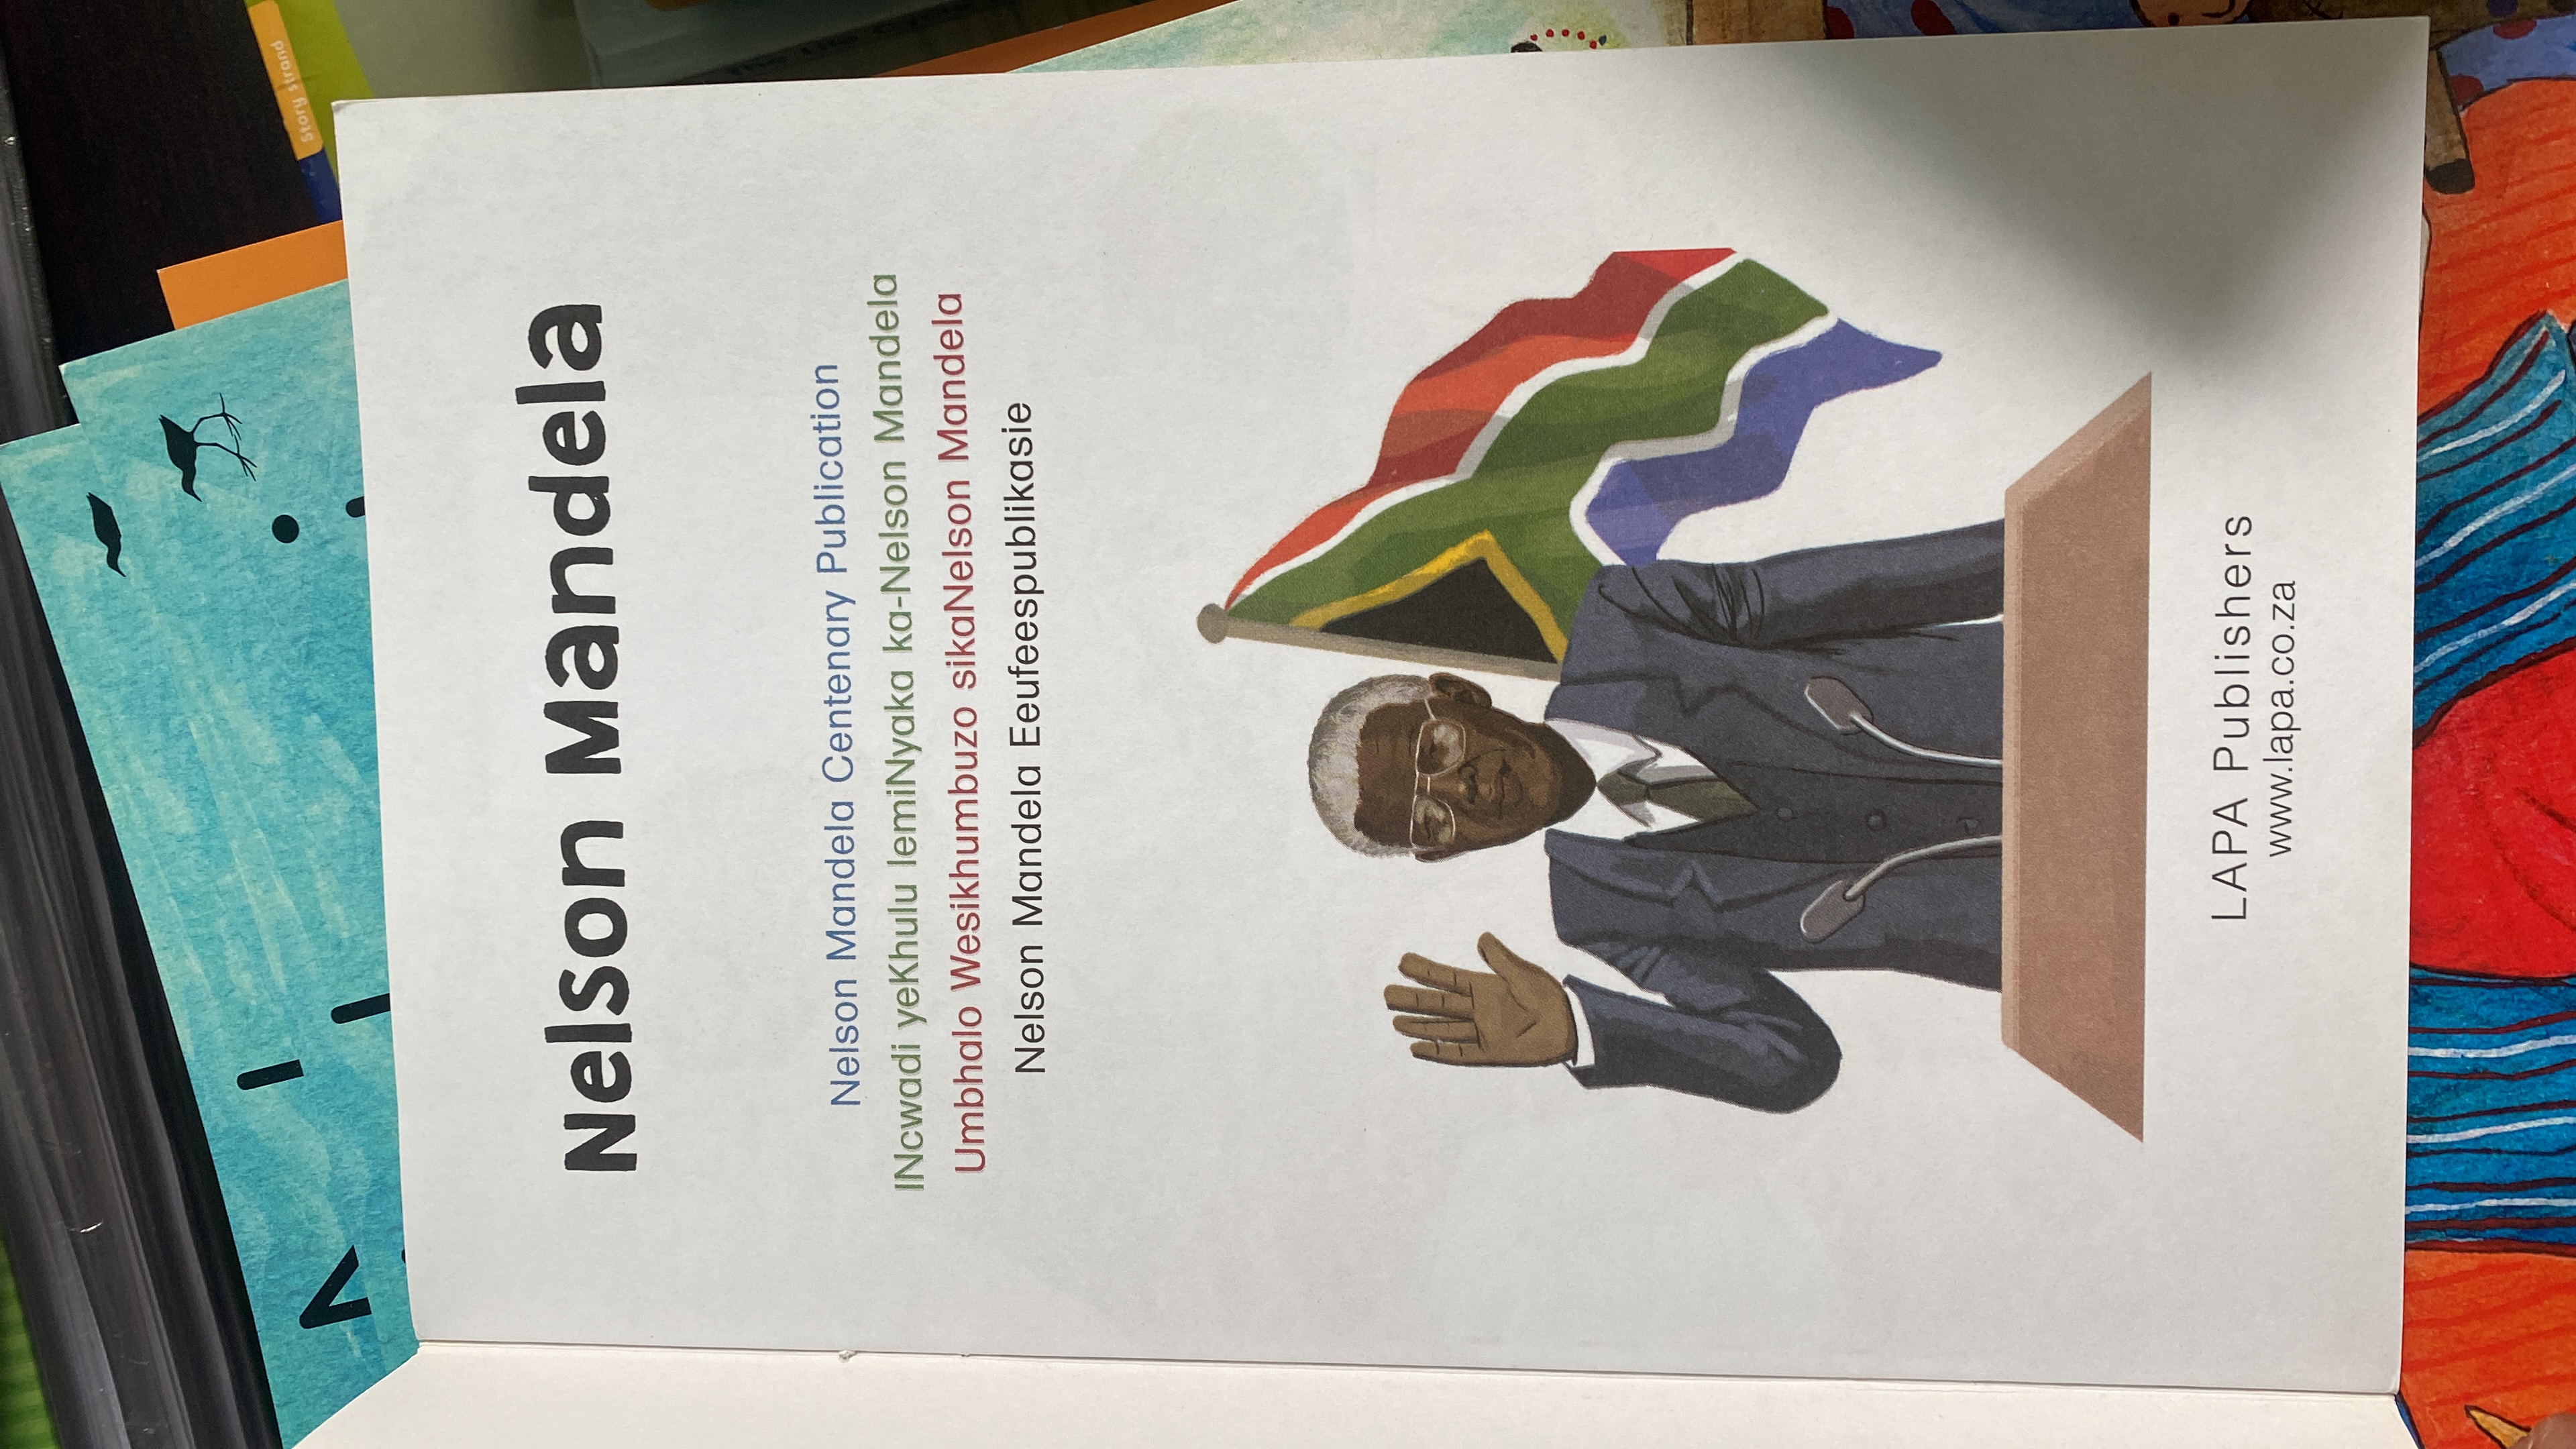 Story strand
Nelson Mandela
Nelson Mandela Centenary Publication
INcwadi yeKhulu lemiNyaka ka-Nelson Mandela
Umbhalo Wesikhumbuzo sikaNelson Mandela
Nelson Mandela Eeufeespublikasie
LAPA Publishers
www.lapa.co.za